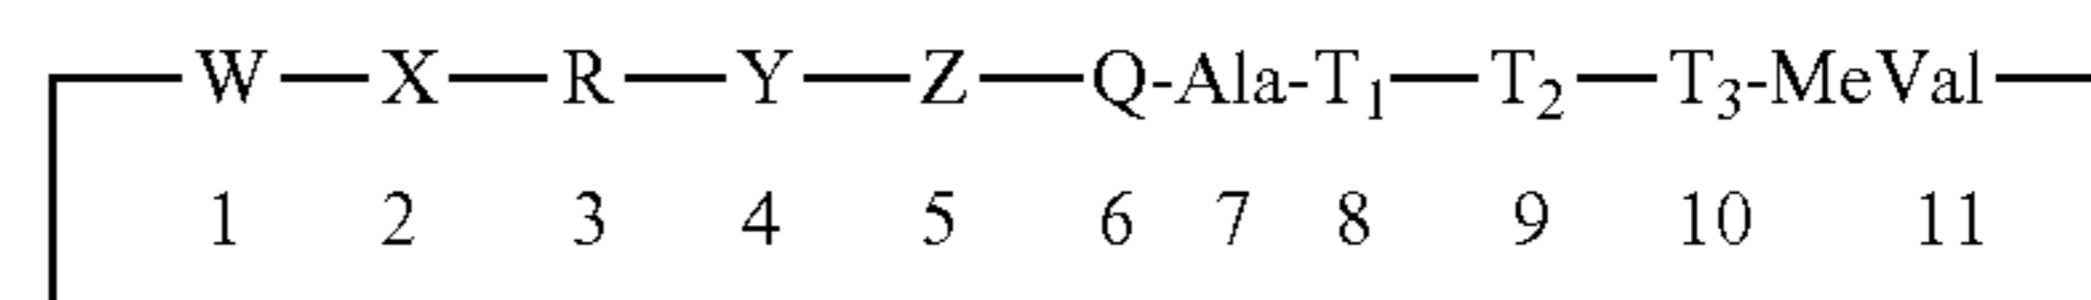 W—X—R—Y—Z—Q-Ala-T₁—T₂—T₃-MeVal—
1 2 3 4 5 6 7 8 9 10 11